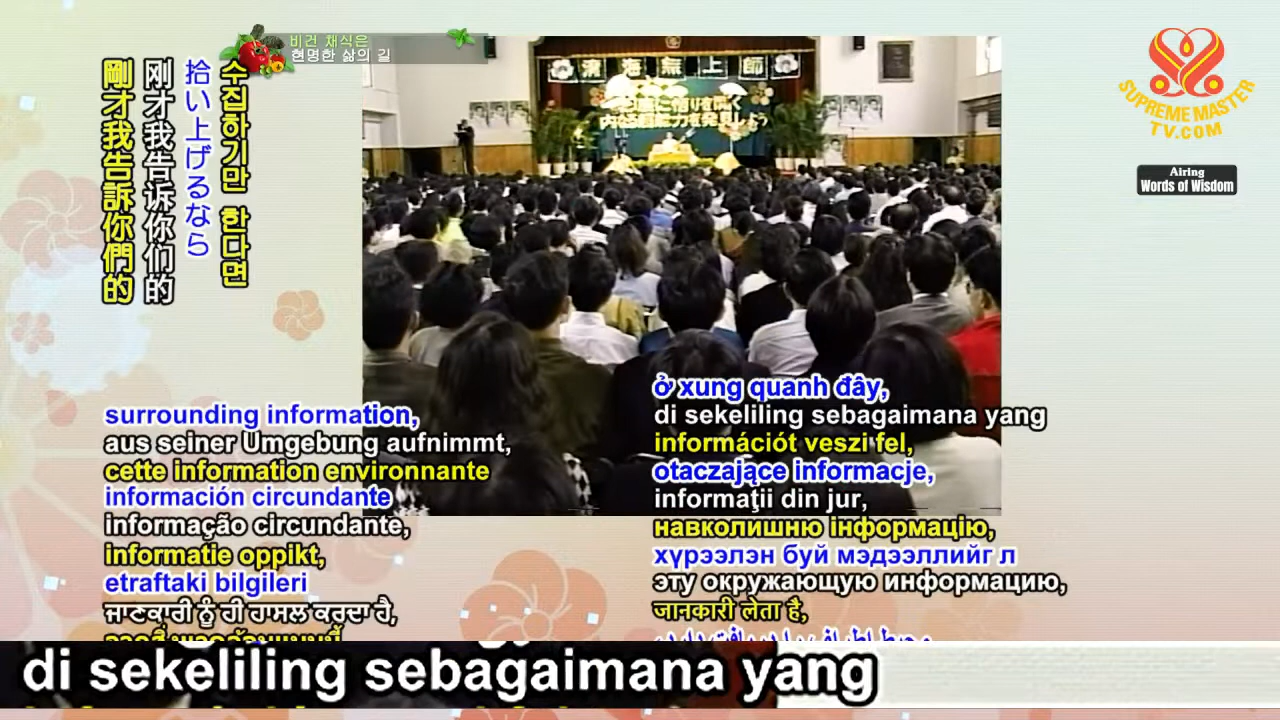 비건 채식은
현명한 삶의 길
SUPREME MASTER
TV.COM
Airing
Words of Wisdom
수집하기만 한다면
拾い上げるなら
刚才我告诉你们的
剛才我告訴你們的
清海無上師
surrounding information,
aus seiner Umgebung aufnimmt,
cette information environnante
información circundante
informação circundante,
informatie oppikt,
etraftaki bilgileri
ਜਾਣਕਾਰੀ ਨੂੰ ਹੀ ਹਾਸਲ ਕਰਦਾ ਹੈ,
ở xung quanh đây,
di sekeliling sebagaimana yang
információt veszi fel,
otaczające informacje,
informaţii din jur,
навколишню інформацію,
хүрээлэн буй мэдээллийг л
эту окружающую информацию,
जानकारी लेता है,
di sekeliling sebagaimana yang